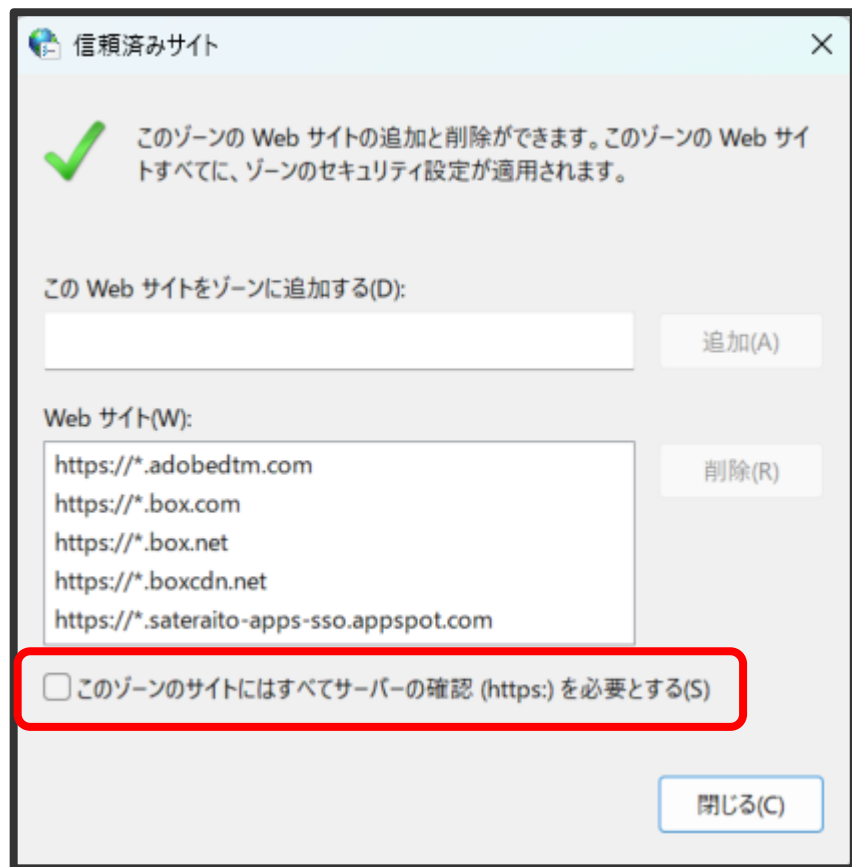 信頼済みサイト
このゾーンの Web サイトの追加と削除ができます。このゾーンの Web サイ
トすべてに、ゾーンのセキュリティ設定が適用されます。
この Web サイトをゾーンに追加する(D):
追加(A)
Web サイト(W):
https://*.adobedtm.com
https://*.box.com
https://*.box.net
https://*.boxcdn.net
https://*.sateraito-apps-sso.appspot.com
削除(R)
このゾーンのサイトにはすべてサーバーの確認 (https:) を必要とする(S)
閉じる(C)